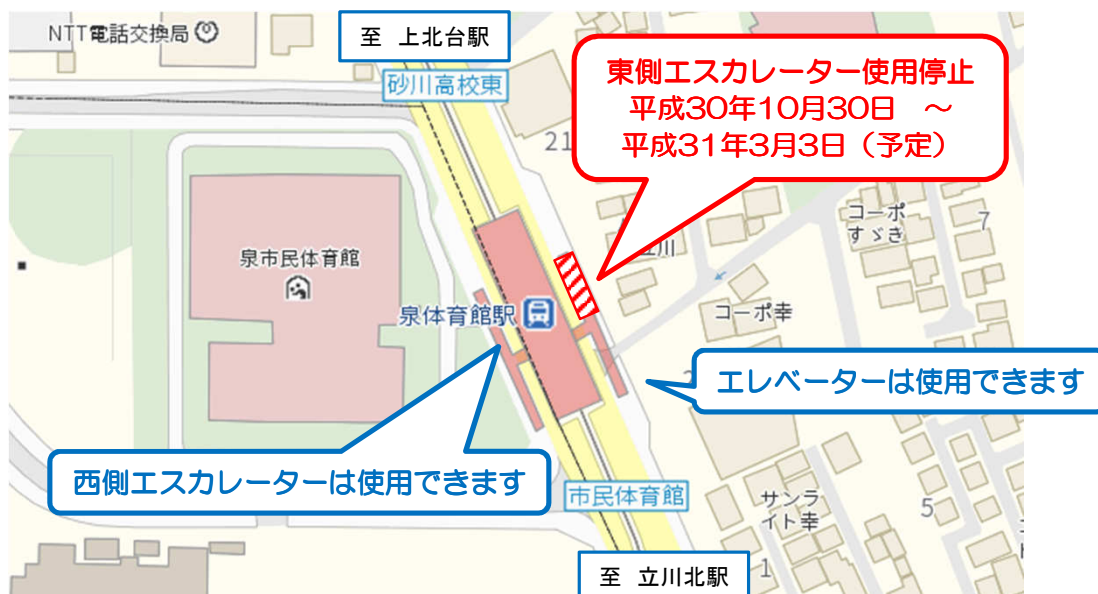 NTT電話交換局
至 上北台駅
砂川高校東
東側エスカレーター使用停止
平成30年10月30日 ~
平成31年3月3日(予定)
21
コーポ
すゞき
7
川
泉市民体育館
泉体育館駅
コーポ幸
エレベーターは使用できます
西側エスカレーターは使用できます
市民体育館
サンラ
イト幸
5
1
至 立川北駅